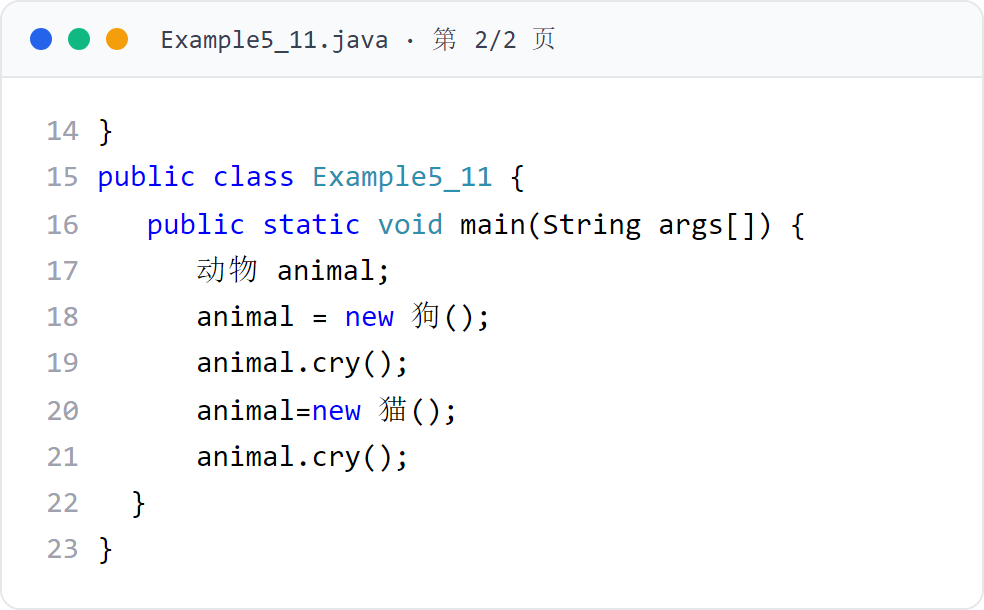 Example5_11.java · 第 2/2 页
14 }
15 public class Example5_11 {
16    public static void main(String args[]) {
17       动物 animal;
18       animal = new 狗();
19       animal.cry();
20       animal=new 猫();
21       animal.cry();
22   }
23 }